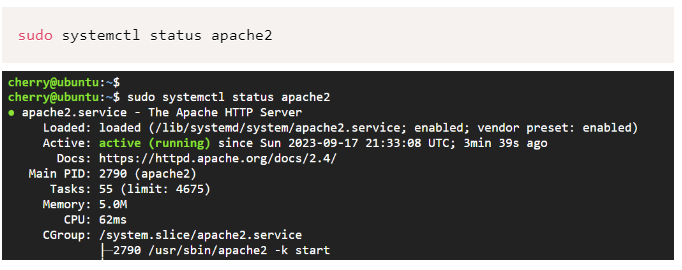 sudo systemctl status apache2
cherry@ubuntu:~$
cherry@ubuntu:~$ sudo systemctl status apache2
● apache2.service - The Apache HTTP Server
Loaded: loaded (/lib/systemd/system/apache2.service; enabled; vendor preset: enabled)
Active: active (running) since Sun 2023-09-17 21:33:08 UTC; 3min 39s ago
Docs: https://httpd.apache.org/docs/2.4/
Main PID: 2790 (apache2)
Tasks: 55 (limit: 4675)
Memory: 5.0M
CPU: 62ms
CGroup: /system.slice/apache2.service
├─2790 /usr/sbin/apache2 -k start